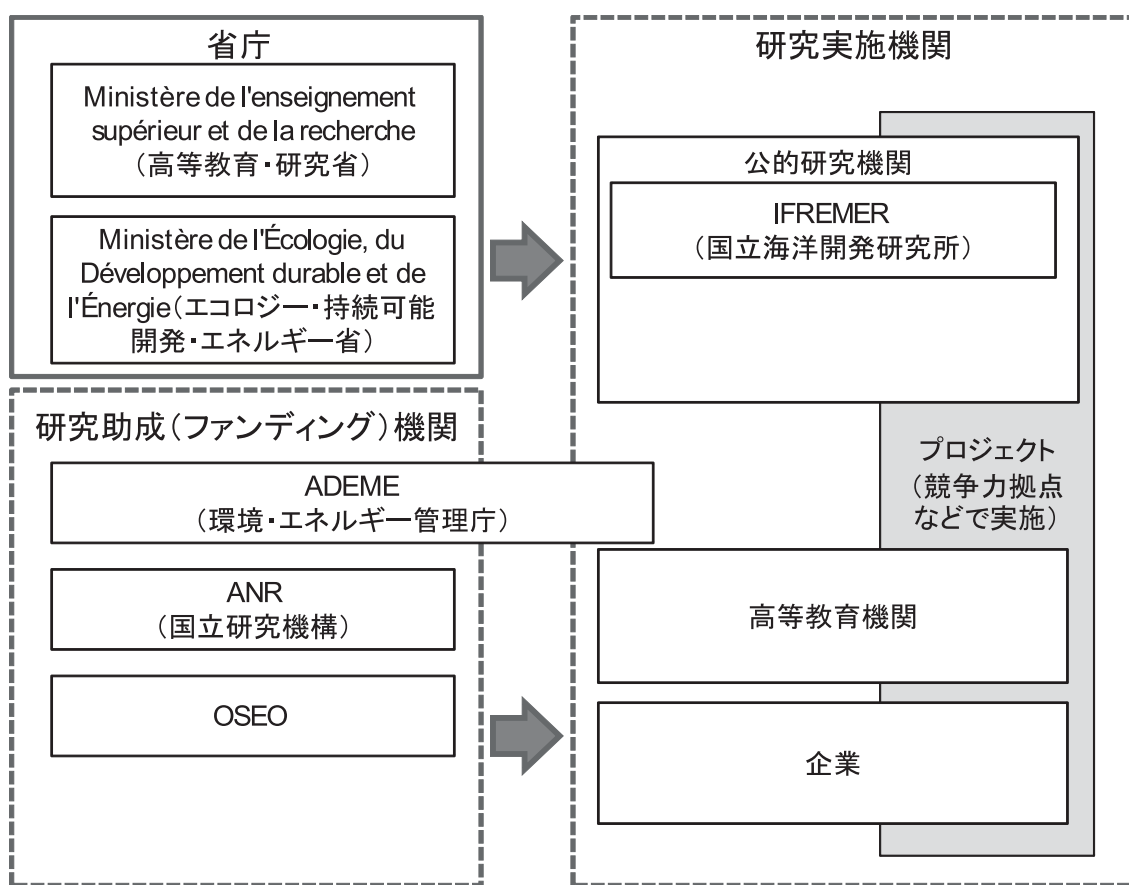 省庁
Ministère de l'enseignement
supérieur et de la recherche
（高等教育・研究省）
Ministère de l'Écologie, du
Développement durable et de
l'Énergie（エコロジー・持続可能
開発・エネルギー省）
研究助成（ファンディング）機関
ADEME
（環境・エネルギー管理庁）
ANR
（国立研究機構）
OSEO
研究実施機関
公的研究機関
IFREMER
（国立海洋開発研究所）
プロジェクト
（競争力拠点
などで実施）
高等教育機関
企業